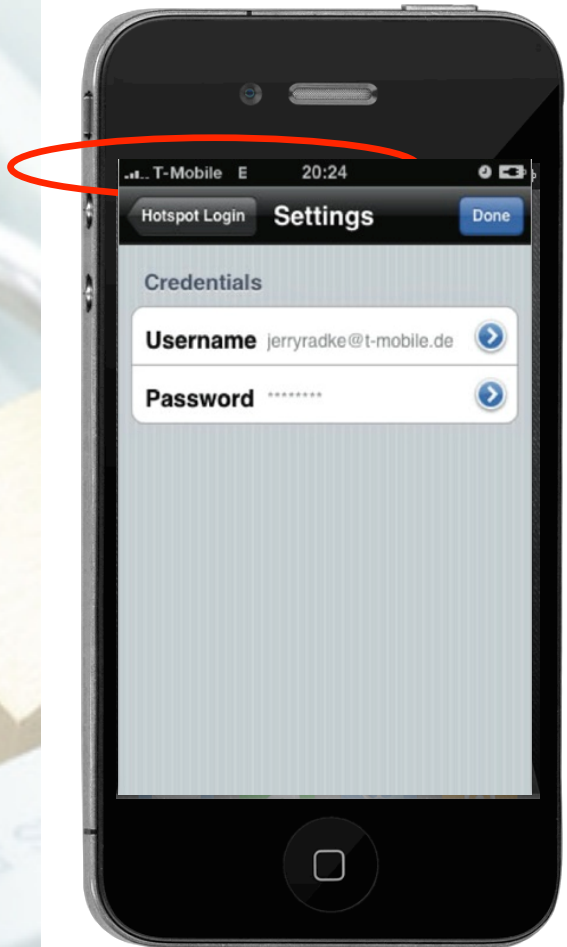 T-Mobile E 20:24
Hotspot Login Settings Done
Credentials
Username jerryradke@t-mobile.de
Password ********